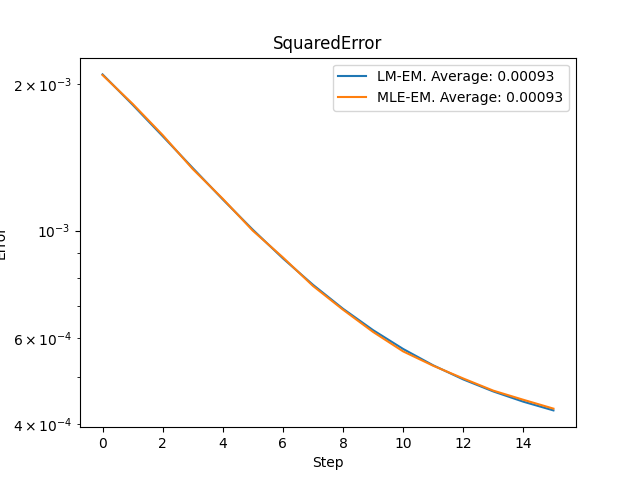 SquaredError
LM-EM. Average: 0.00093
MLE-EM. Average: 0.00093
2 × 10⁻³
10⁻³
6 × 10⁻⁴
4 × 10⁻⁴
Error
0 2 4 6 8 10 12 14
Step